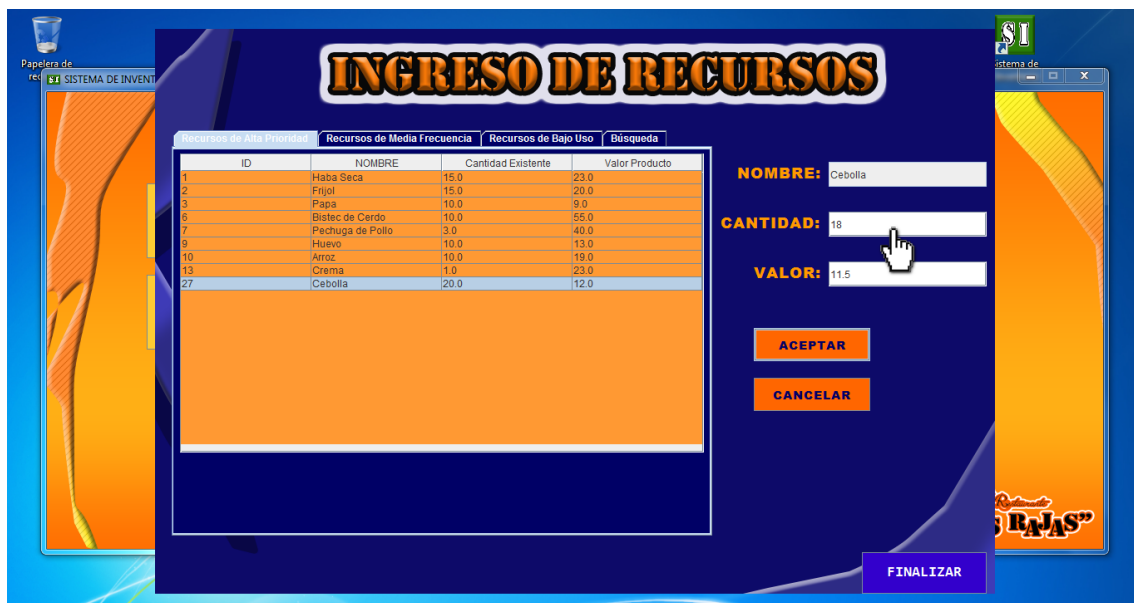 INGRESO DE RECURSOS
Papelera de
rec
SI SISTEMA DE INVENT
SI
istema de
X
Recursos de Alta Prioridad Recursos de Media Frecuencia Recursos de Bajo Uso Búsqueda
ID NOMBRE Cantidad Existente Valor Producto
1 Haba Seca 15.0 23.0
2 Frijol 15.0 20.0
3 Papa 10.0 9.0
6 Bistec de Cerdo 10.0 55.0
7 Pechuga de Pollo 3.0 40.0
9 Huevo 10.0 13.0
10 Arroz 10.0 19.0
13 Crema 1.0 23.0
27 Cebolla 20.0 12.0
NOMBRE: Cebolla
CANTIDAD: 18
VALOR: 11.5
ACEPTAR
CANCELAR
Restaurante
S RAJAS”
FINALIZAR